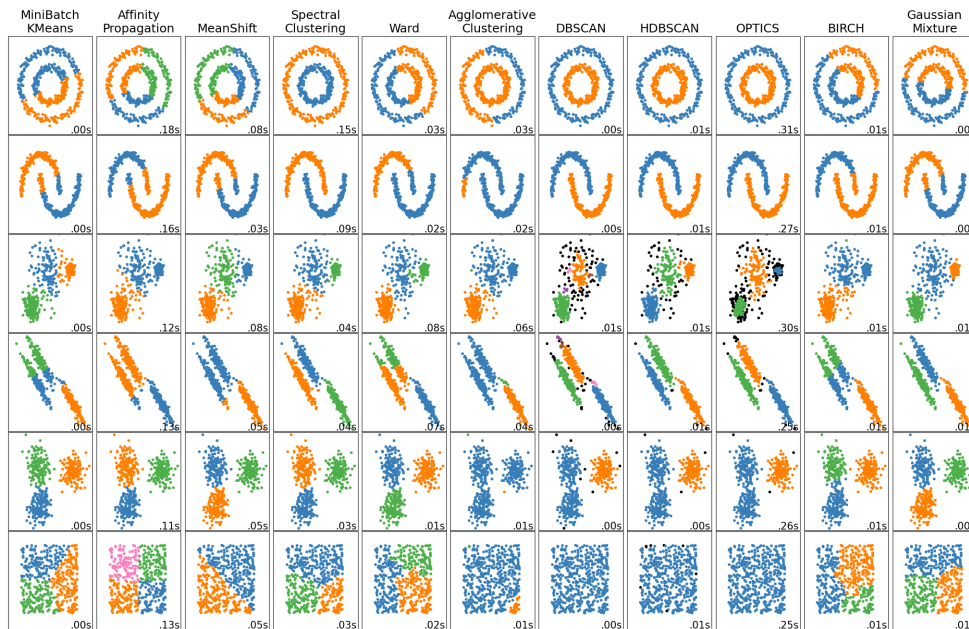 MiniBatch
KMeans
Affinity
Propagation
MeanShift
Spectral
Clustering
Ward
Agglomerative
Clustering
DBSCAN
HDBSCAN
OPTICS
BIRCH
Gaussian
Mixture
.00s .18s .08s .15s .03s .03s .00s .01s .31s .01s .00
.00s .16s .03s .09s .02s .02s .00s .01s .27s .01s .00
.00s .12s .08s .04s .08s .06s .01s .01s .30s .01s .01
.00s .13s .05s .04s .07s .04s .00s .01s .25s .01s .01
.00s .11s .05s .03s .01s .01s .00s .00s .26s .01s .00
.00s .13s .05s .03s .02s .01s .00s .01s .25s .01s .01